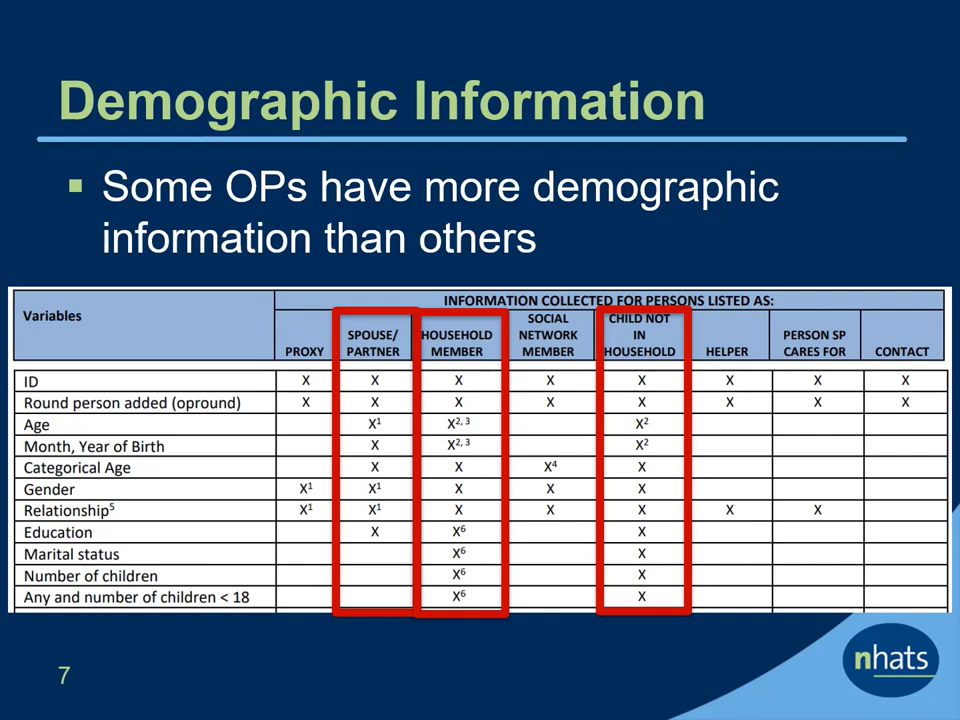 Demographic Information
▪ Some OPs have more demographic
information than others
INFORMATION COLLECTED FOR PERSONS LISTED AS:
Variables PROXY SPOUSE/ PARTNER HOUSEHOLD MEMBER SOCIAL NETWORK MEMBER CHILD NOT IN HOUSEHOLD HELPER PERSON SP CARES FOR CONTACT
ID X X X X X X X X
Round person added (opround) X X X X X X X X
Age X¹ X²,³ X²
Month, Year of Birth X X²,³ X²
Categorical Age X X X⁴ X
Gender X¹ X¹ X X X
Relationship⁵ X¹ X¹ X X X X X
Education X X⁶ X
Marital status X⁶ X
Number of children X⁶ X
Any and number of children < 18 X⁶ X
7
nhats